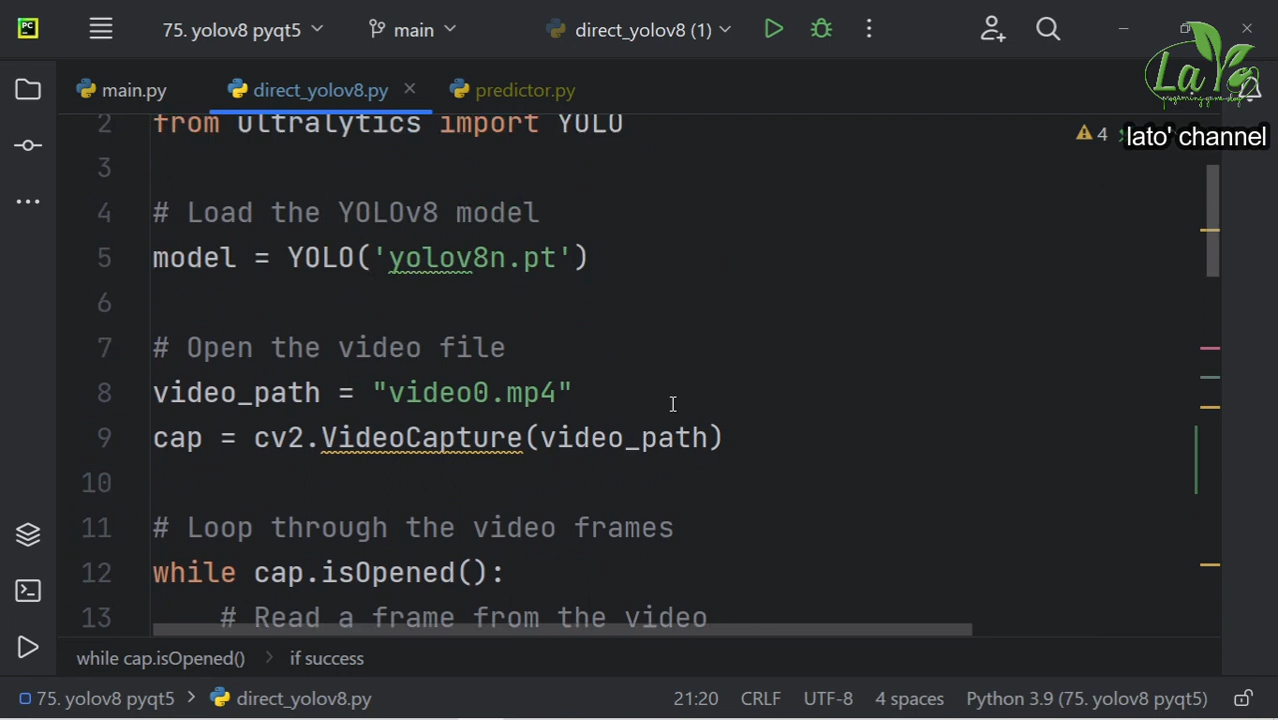 PC 75. yolov8 pyqt5 main direct_yolov8 (1)
LaYo
main.py direct_yolov8.py predictor.py
2 from ultralytics import YOLO 4
lato' channel
3
4 # Load the YOLOv8 model
5 model = YOLO('yolov8n.pt')
6
7 # Open the video file
8 video_path = "video0.mp4"
9 cap = cv2.VideoCapture(video_path)
10
11 # Loop through the video frames
12 while cap.isOpened():
13 # Read a frame from the video
while cap.isOpened() if success
75. yolov8 pyqt5 direct_yolov8.py 21:20 CRLF UTF-8 4 spaces Python 3.9 (75. yolov8 pyqt5)